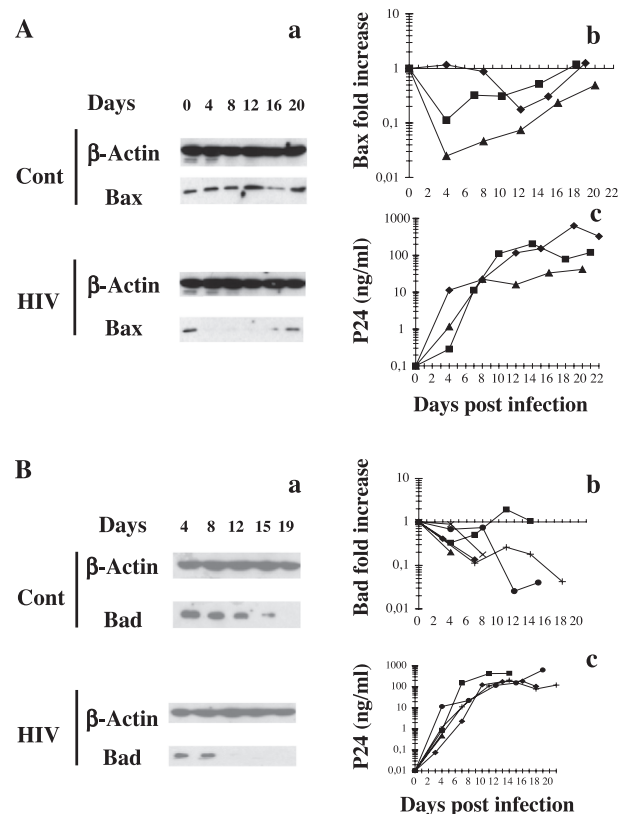 A
a
Days 0 4 8 12 16 20
Cont
β-Actin
Bax
HIV
β-Actin
Bax
b
Bax fold increase
10
1
0,1
0,01
0 2 4 6 8 10 12 14 16 18 20 22
c
P24 (ng/ml)
1000
100
10
1
0,1
0 2 4 6 8 10 12 14 16 18 20 22
Days post infection
B
a
Days 4 8 12 15 19
Cont
β-Actin
Bad
HIV
β-Actin
Bad
b
Bad fold increase
10
1
0,1
0,01
0 2 4 6 8 10 12 14 16 18 20
c
P24 (ng/ml)
1000
100
10
1
0,1
0,01
0 2 4 6 8 10 12 14 16 18 20
Days post infection